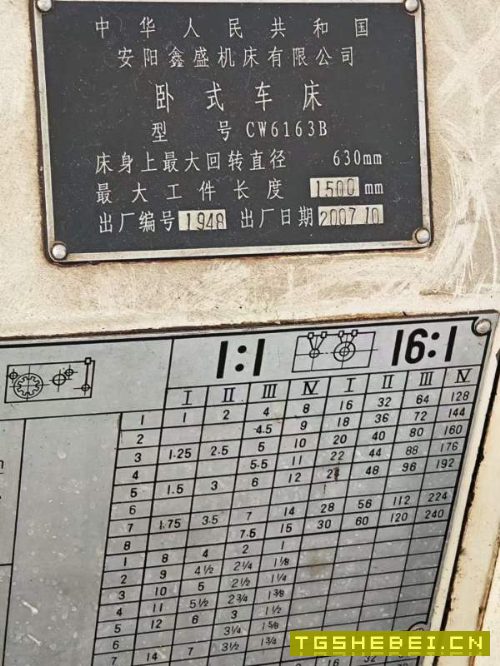 中华人民共和国
安阳鑫盛机床有限公司
卧式车床
型 号 CW6163B
床身上最大回转直径 630mm
最大工件长度 1500 mm
出厂编号 1948 出厂日期 2007.10
1:1 16:1
I II III IV I II III IV
1 1 2 4 8 16 32 64 128
2 4.5 9 18 36 72 144
3 1.25 2.5 5 10 20 40 80 160
4 5.5 11 22 44 88 176
5 1.5 3 6 12 24 48 96 192
6
7 1.75 3.5 7 14 28 56 112 224
8 7.5 15 30 60 120 240
1 8 4 2 1
2 9 4½ 2¼ 1⅛
3 10 5 2½ 1¼
4 11 5½ 2¾ 1⅜
5 12 6 3 1½
6 3¼ 1⅝
7 14
TGSHEBEI.CN